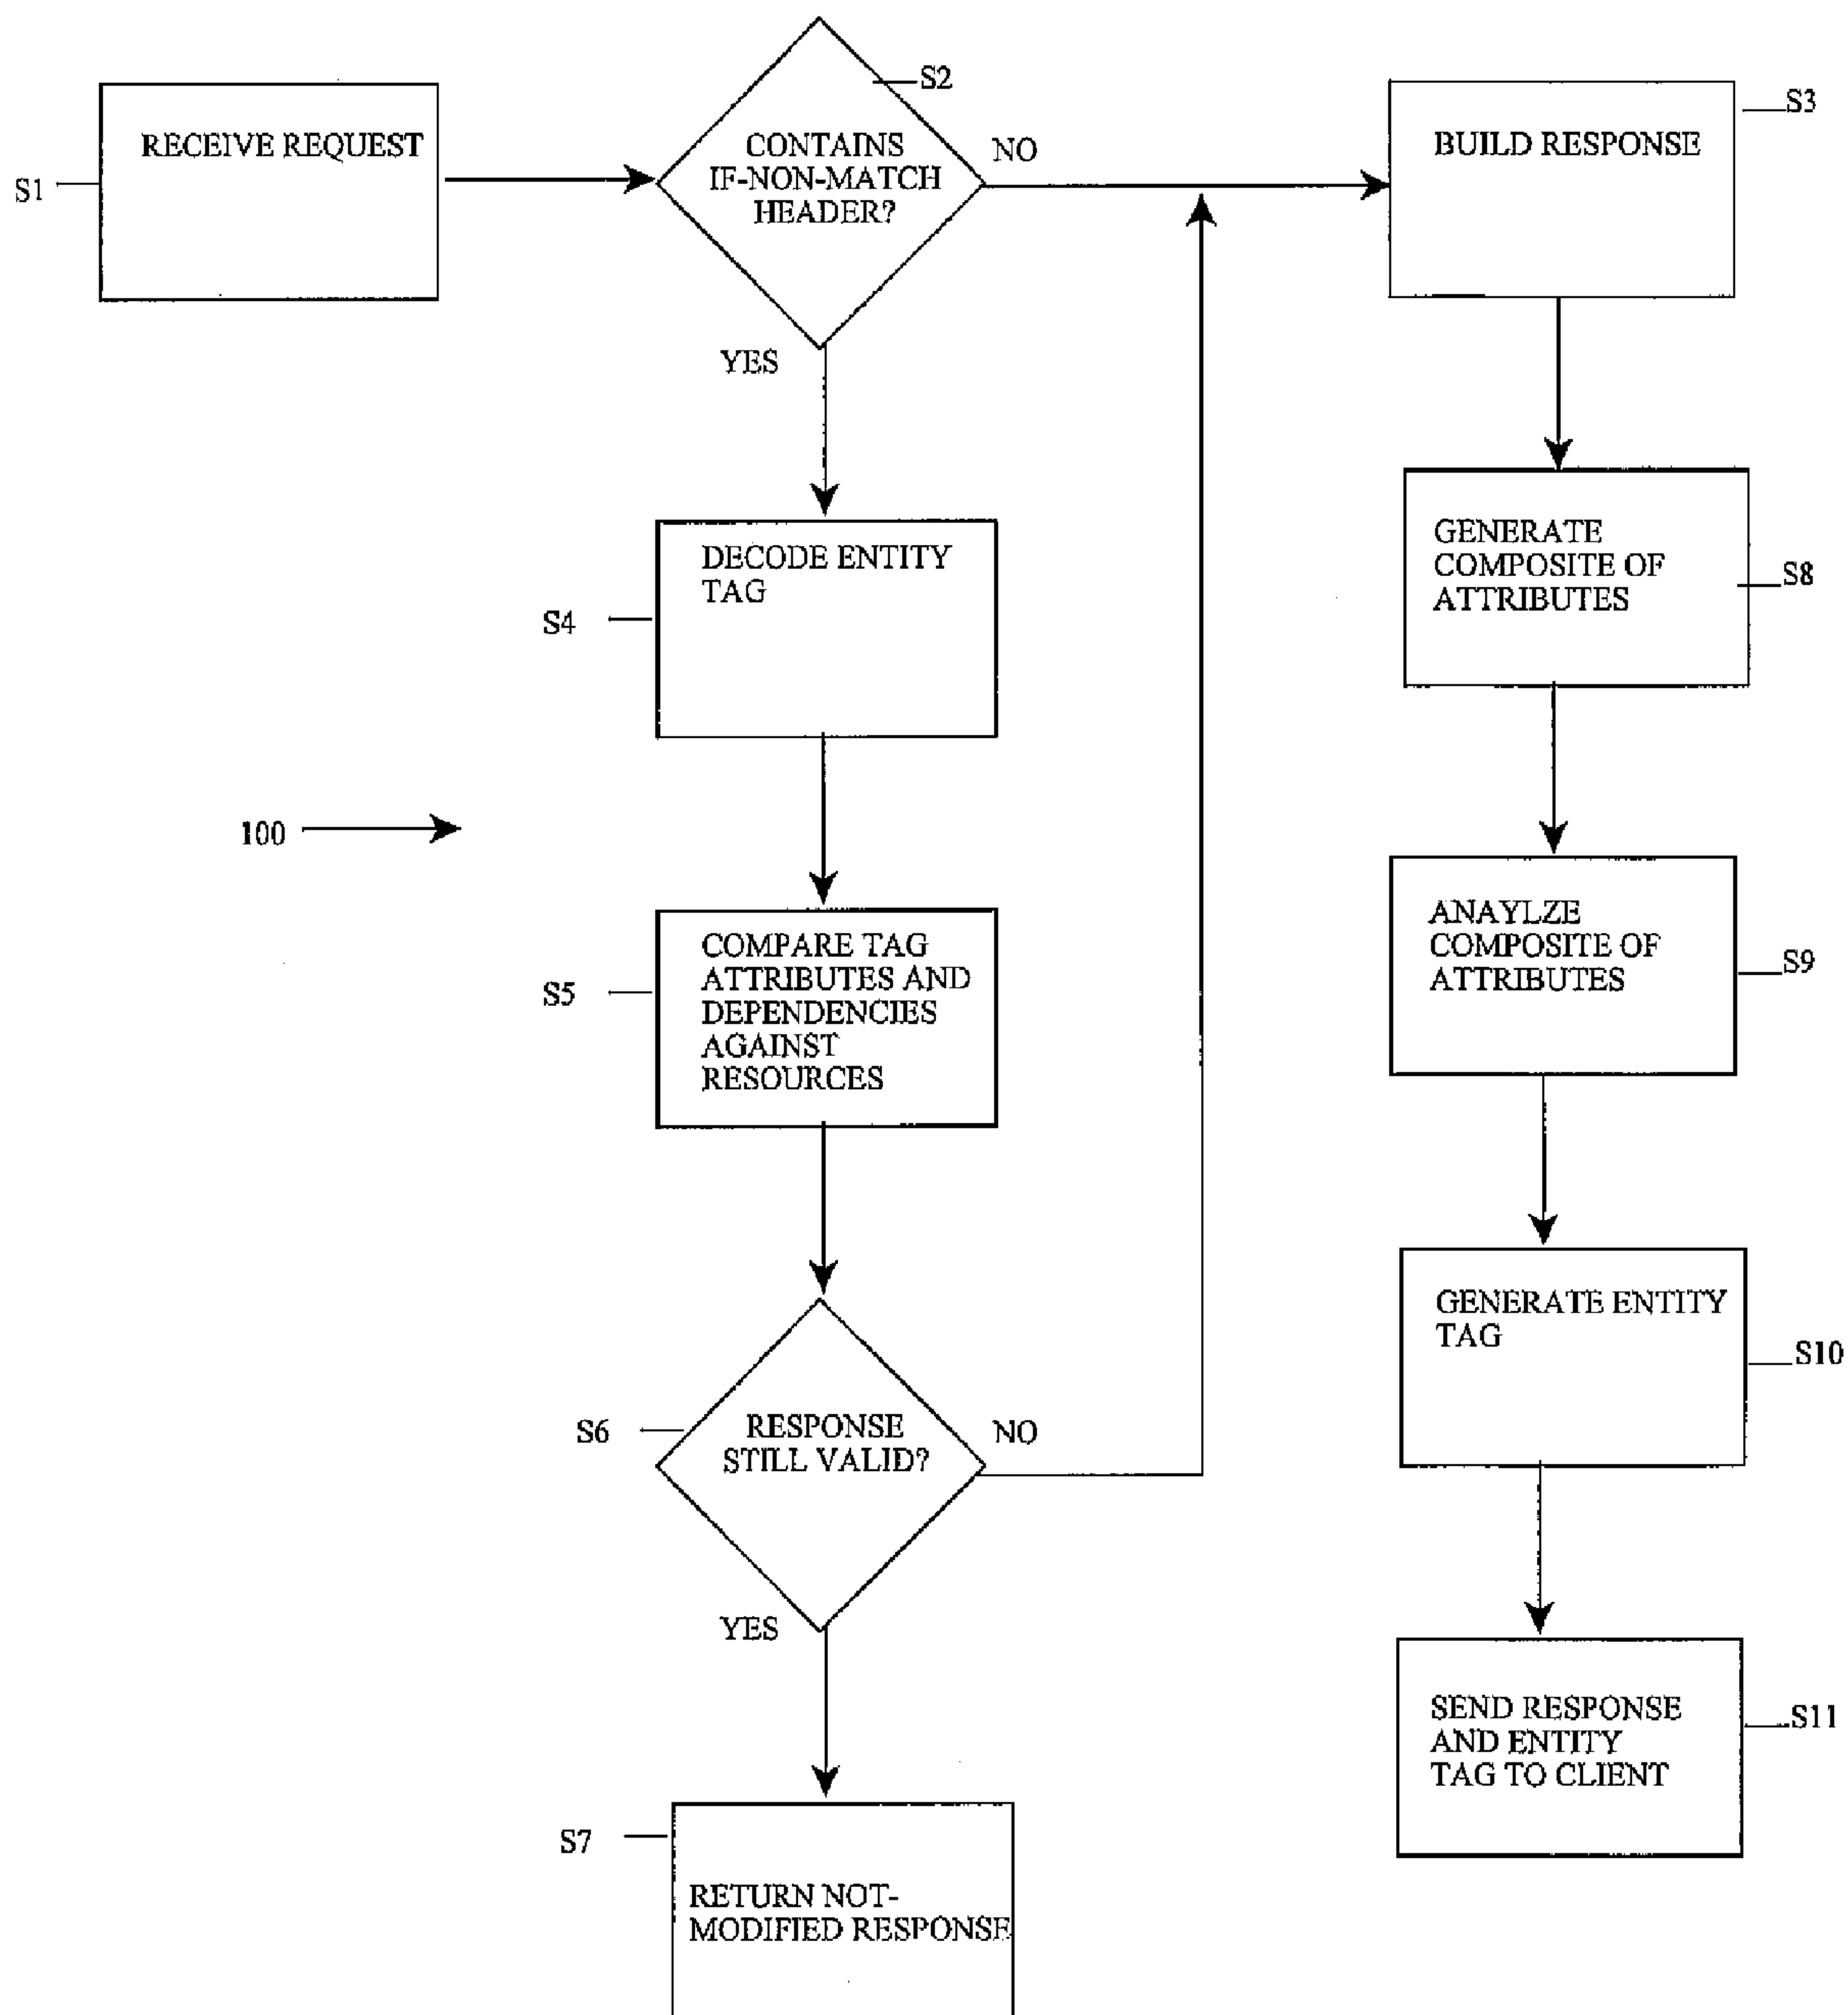 S1
RECEIVE REQUEST
S2
CONTAINS
IF-NON-MATCH
HEADER?
NO
YES
S3
BUILD RESPONSE
S4
DECODE ENTITY
TAG
S8
GENERATE
COMPOSITE OF
ATTRIBUTES
100
S5
COMPARE TAG
ATTRIBUTES AND
DEPENDENCIES
AGAINST
RESOURCES
S9
ANAYLZE
COMPOSITE OF
ATTRIBUTES
S6
RESPONSE
STILL VALID?
NO
YES
S10
GENERATE ENTITY
TAG
S7
RETURN NOT-
MODIFIED RESPONSE
S11
SEND RESPONSE
AND ENTITY
TAG TO CLIENT